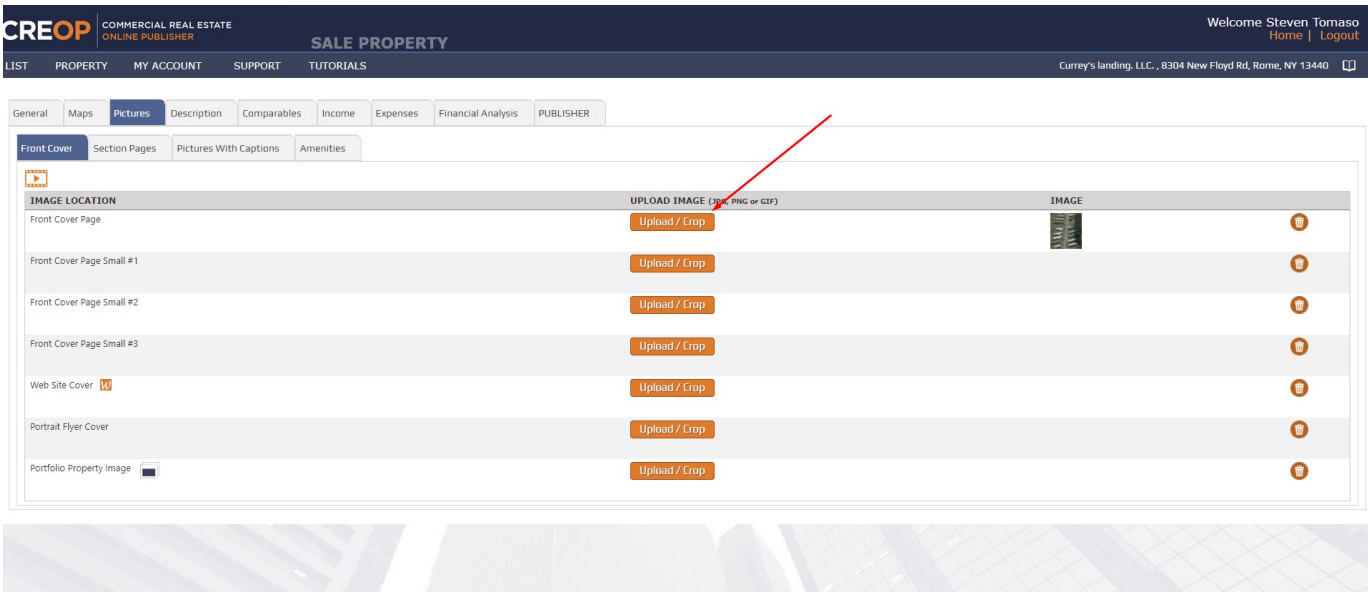 CREOP COMMERCIAL REAL ESTATE
ONLINE PUBLISHER
SALE PROPERTY
Welcome Steven Tomaso
Home | Logout
LIST PROPERTY MY ACCOUNT SUPPORT TUTORIALS
Currey's landing. LLC. , 8304 New Floyd Rd, Rome, NY 13440
General Maps Pictures Description Comparables Income Expenses Financial Analysis PUBLISHER
Front Cover Section Pages Pictures With Captions Amenities
IMAGE LOCATION UPLOAD IMAGE (JPG, PNG or GIF) IMAGE
Front Cover Page Upload / Crop
Front Cover Page Small #1 Upload / Crop
Front Cover Page Small #2 Upload / Crop
Front Cover Page Small #3 Upload / Crop
Web Site Cover W Upload / Crop
Portrait Flyer Cover Upload / Crop
Portfolio Property Image Upload / Crop